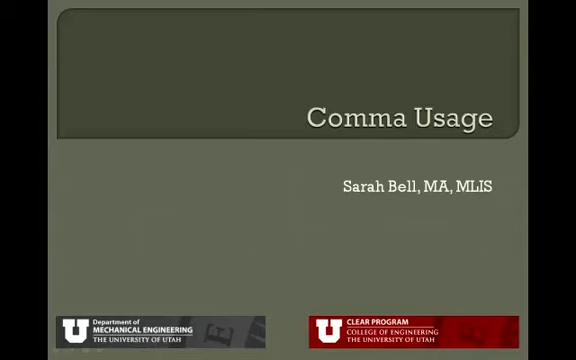 Comma Usage
Sarah Bell, MA, MLIS
Department of
MECHANICAL ENGINEERING
THE UNIVERSITY OF UTAH
CLEAR PROGRAM
COLLEGE OF ENGINEERING
THE UNIVERSITY OF UTAH